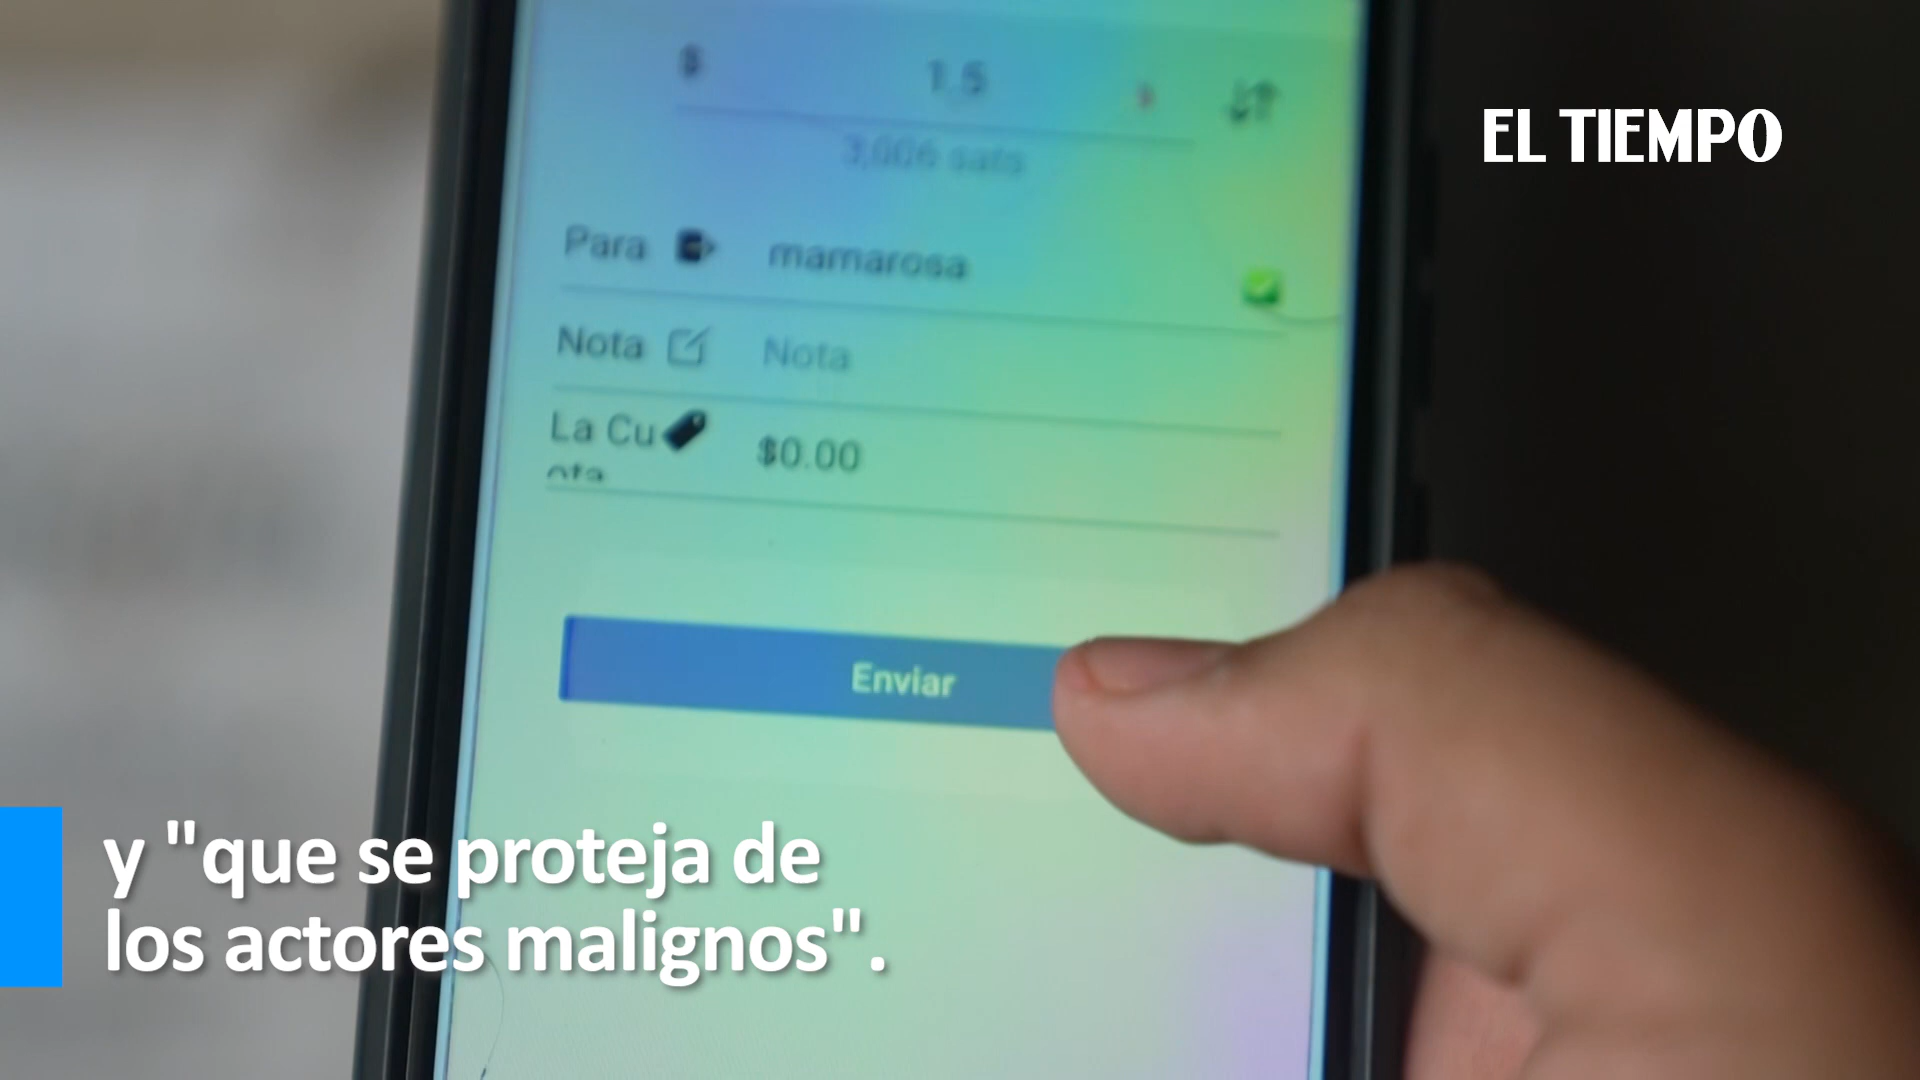 $ 1.5
3,006 sats
EL TIEMPO
Para mamarosa
Nota Nota
La Cu $0.00
ota
Enviar
y "que se proteja de
los actores malignos".